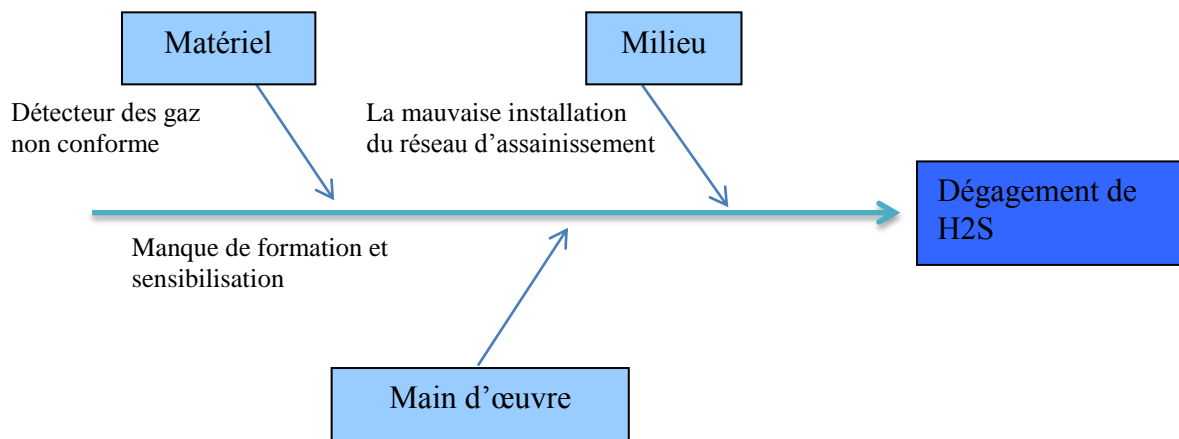 Matériel
Milieu
Détecteur des gaz
non conforme
La mauvaise installation
du réseau d’assainissement
Dégagement de
H2S
Manque de formation et
sensibilisation
Main d’œuvre